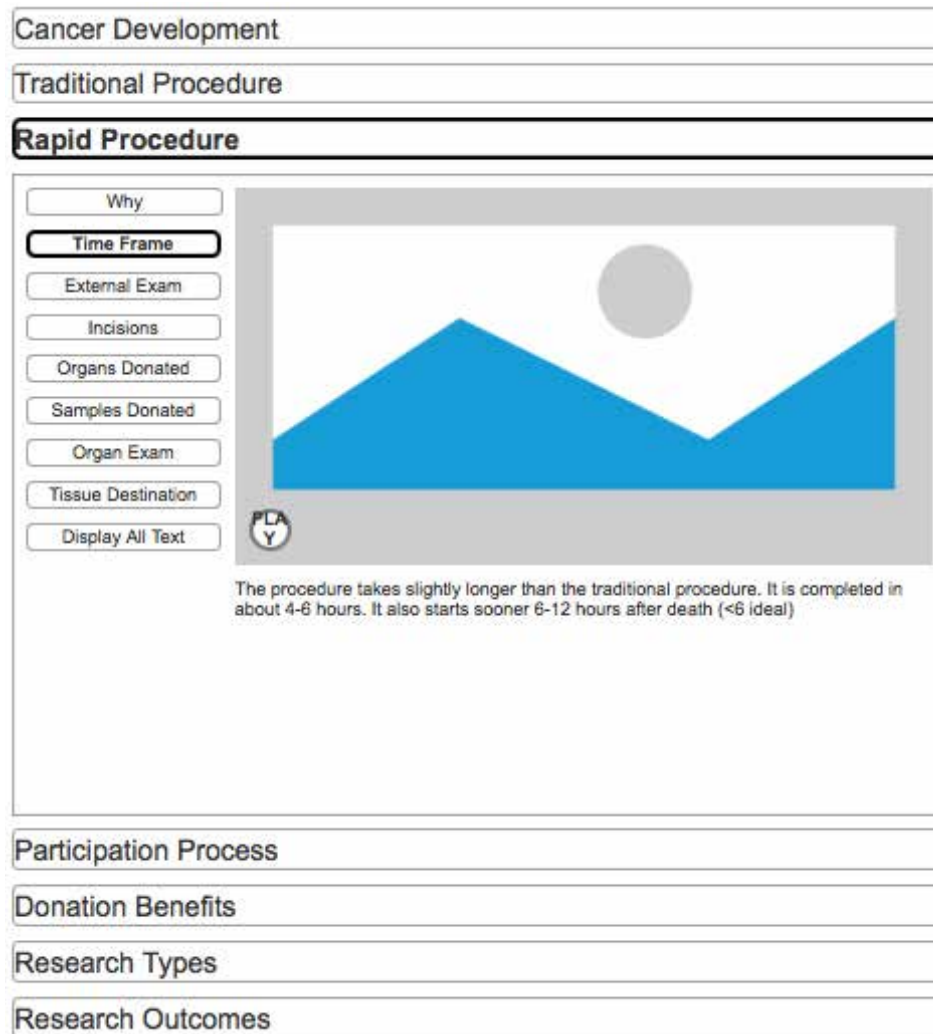 Cancer Development
Traditional Procedure
Rapid Procedure
Why
Time Frame
External Exam
Incisions
Organs Donated
Samples Donated
Organ Exam
Tissue Destination
Display All Text
PLA
Y
The procedure takes slightly longer than the traditional procedure. It is completed in
about 4-6 hours. It also starts sooner 6-12 hours after death (<6 ideal)
Participation Process
Donation Benefits
Research Types
Research Outcomes